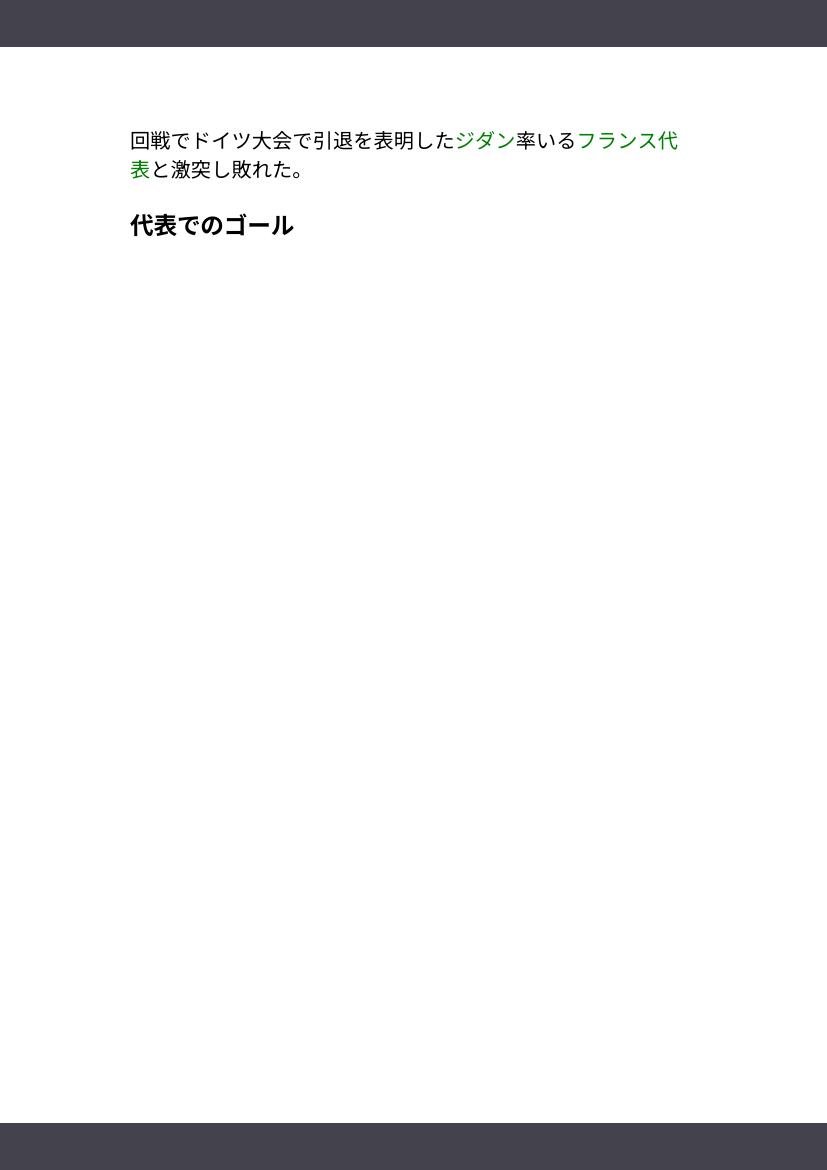 回戦でドイツ大会で引退を表明したジダン率いるフランス代
表と激突し敗れた。
代表でのゴール